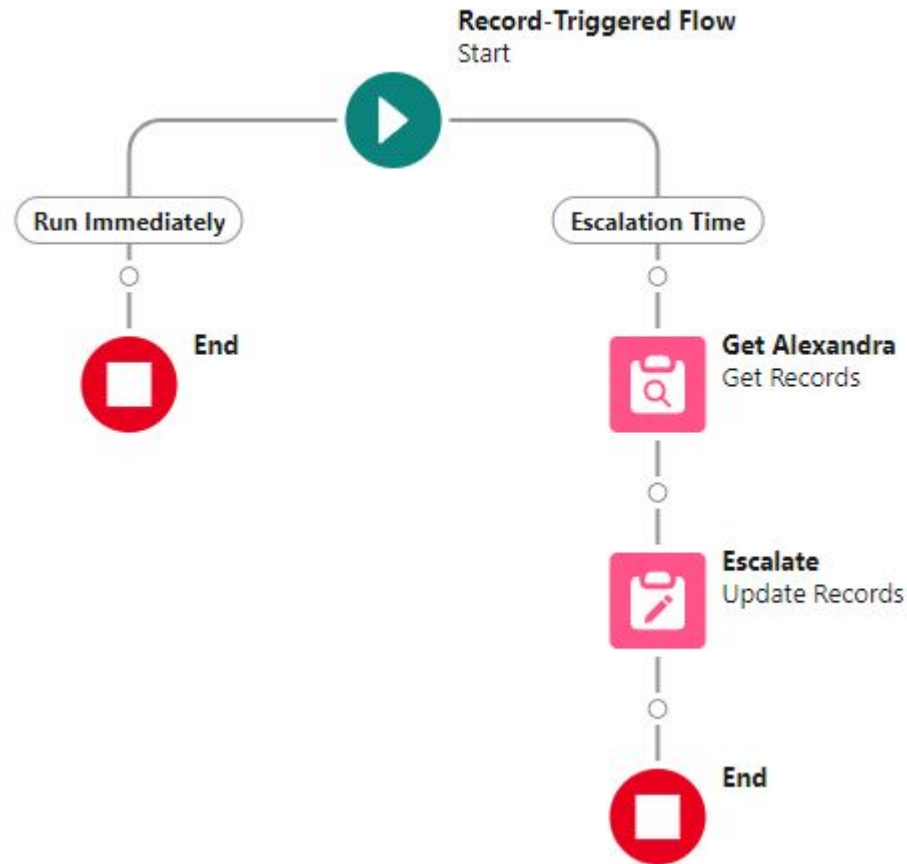 Record-Triggered Flow
Start
Run Immediately
Escalation Time
End
Get Alexandra
Get Records
Escalate
Update Records
End